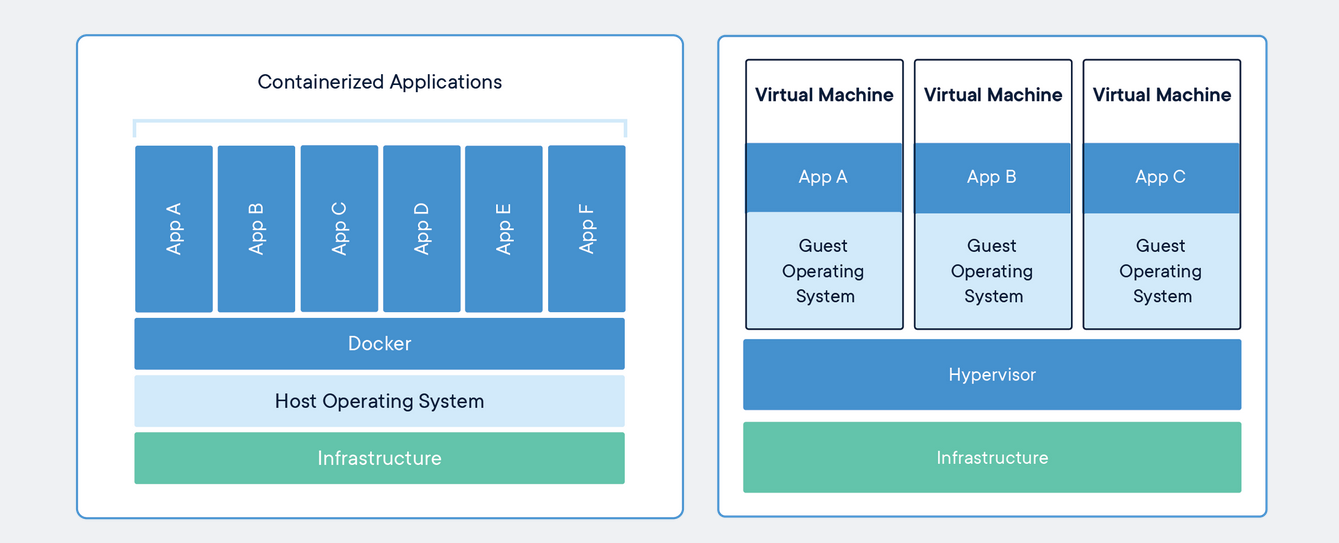 Containerized Applications
App A
App B
App C
App D
App E
App F
Docker
Host Operating System
Infrastructure
Virtual Machine
App A
Guest
Operating
System
Virtual Machine
App B
Guest
Operating
System
Virtual Machine
App C
Guest
Operating
System
Hypervisor
Infrastructure